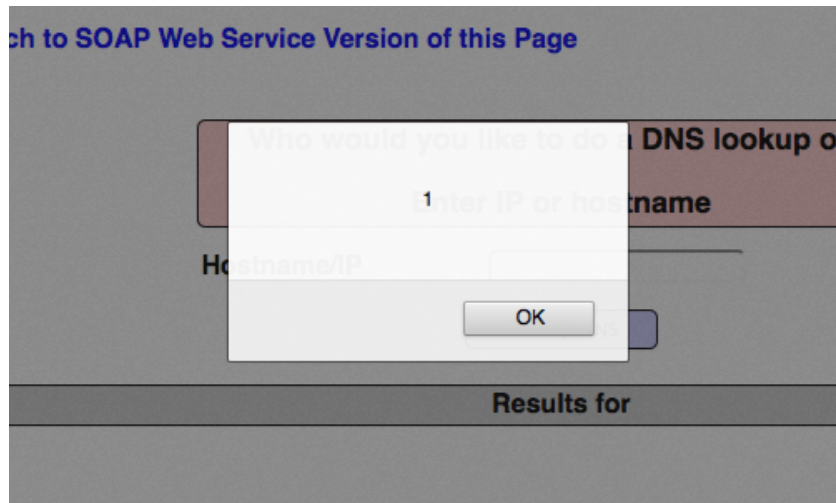 ch to SOAP Web Service Version of this Page
Who would you like to do a DNS lookup o
1
Enter IP or hostname
Hostname/IP
OK
Results for